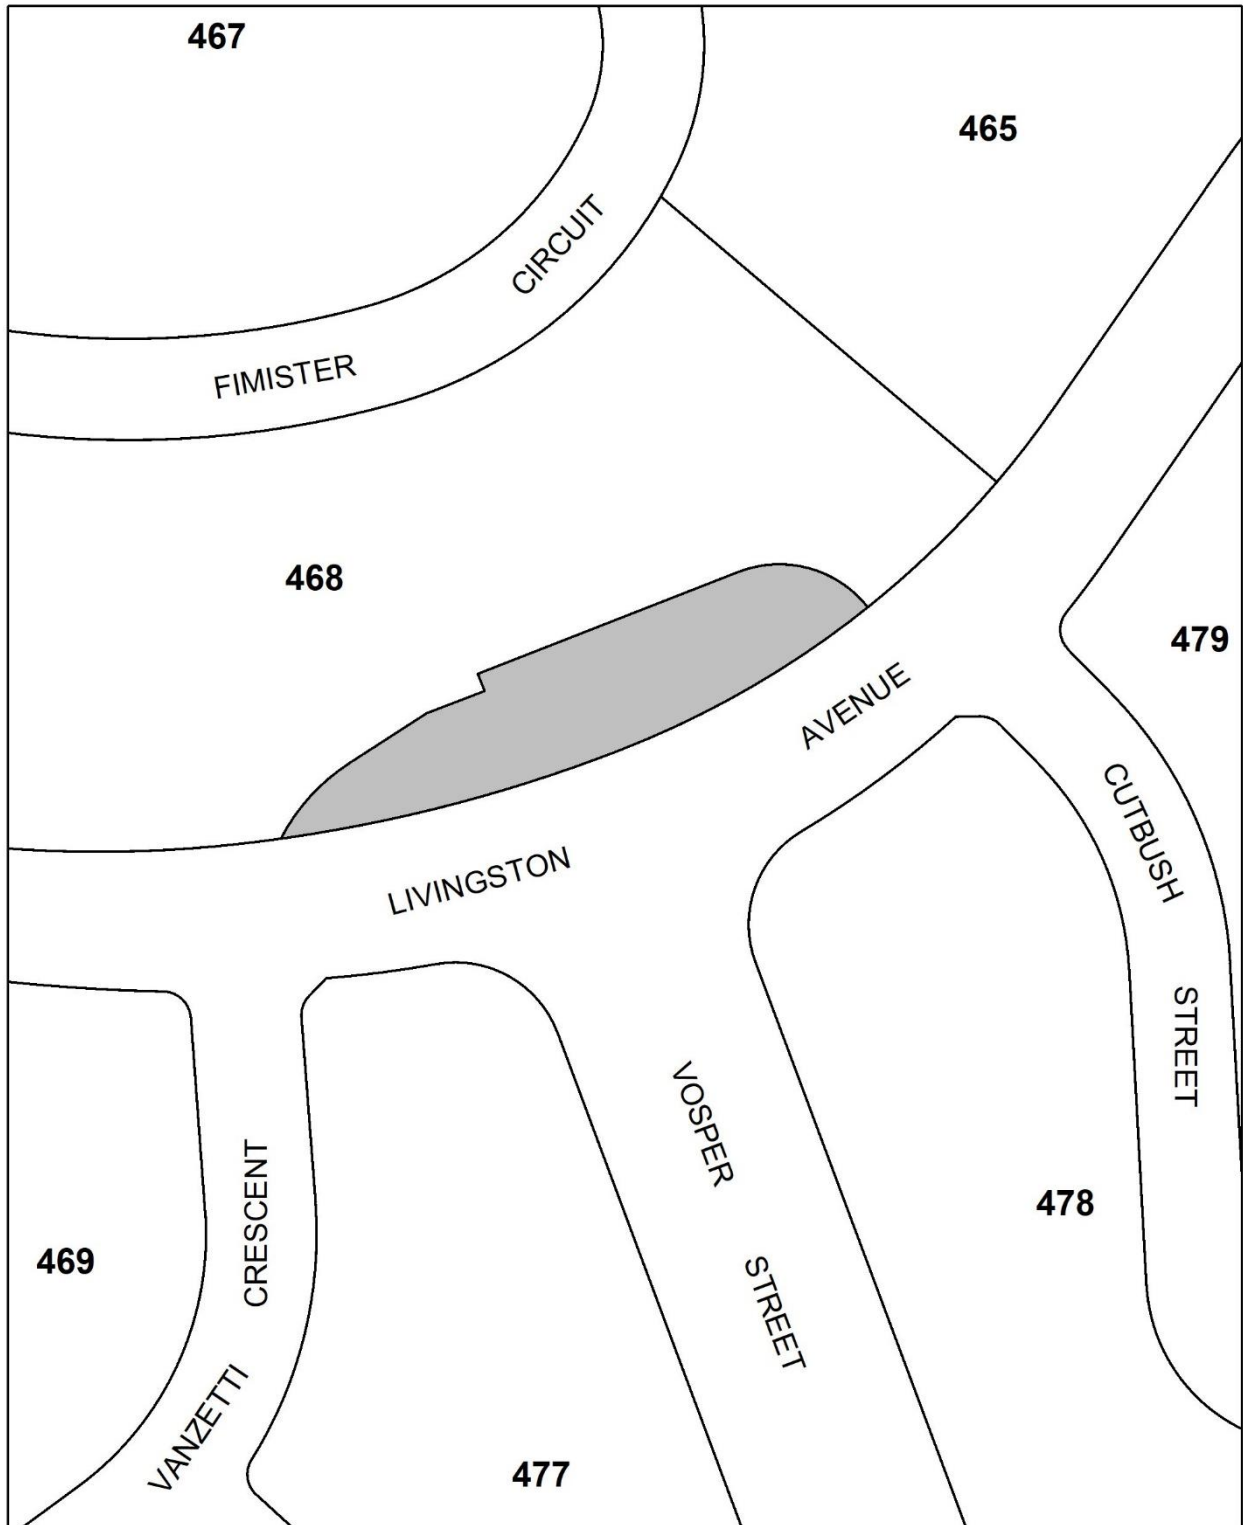 467
465
CIRCUIT
FIMISTER
468
479
AVENUE
CUTBUSH
LIVINGSTON
STREET
VOSPER
CRESCENT
478
469
STREET
VANZETTI
477